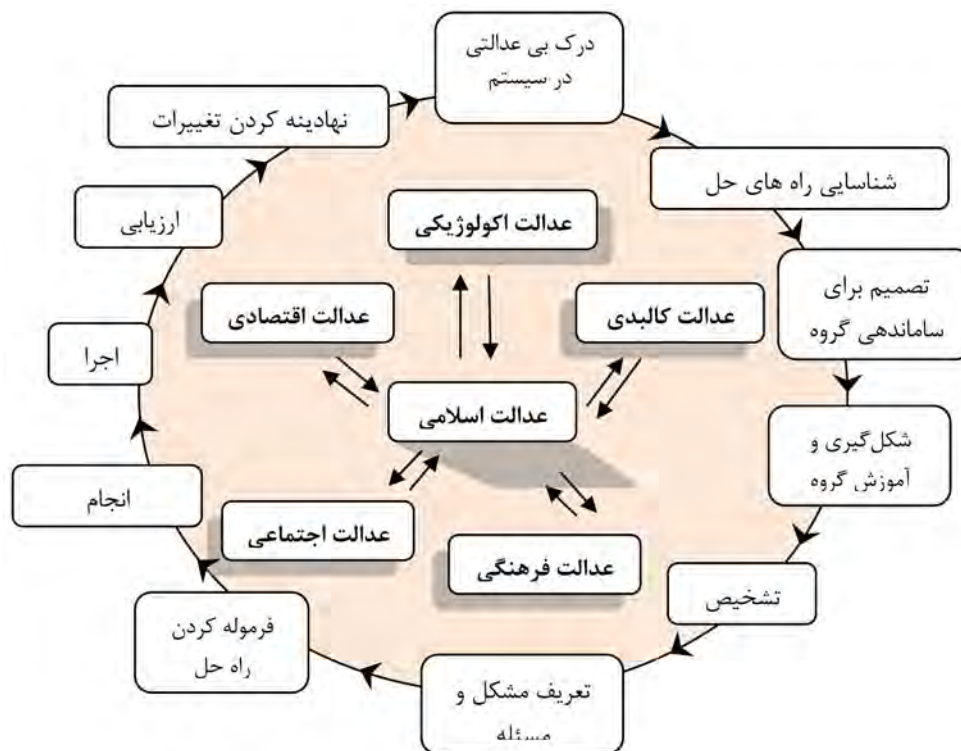 درک بی عدالتی
در سیستم
شناسایی راه های حل
تصمیم برای
ساماندهی گروه
شکل‌گیری و
آموزش گروه
تشخیص
تعریف مشکل و
مسئله
فرموله کردن
راه حل
انجام
اجرا
ارزیابی
نهادینه کردن تغییرات
عدالت اکولوژیکی
عدالت کالبدی
عدالت اقتصادی
عدالت اسلامی
عدالت اجتماعی
عدالت فرهنگی